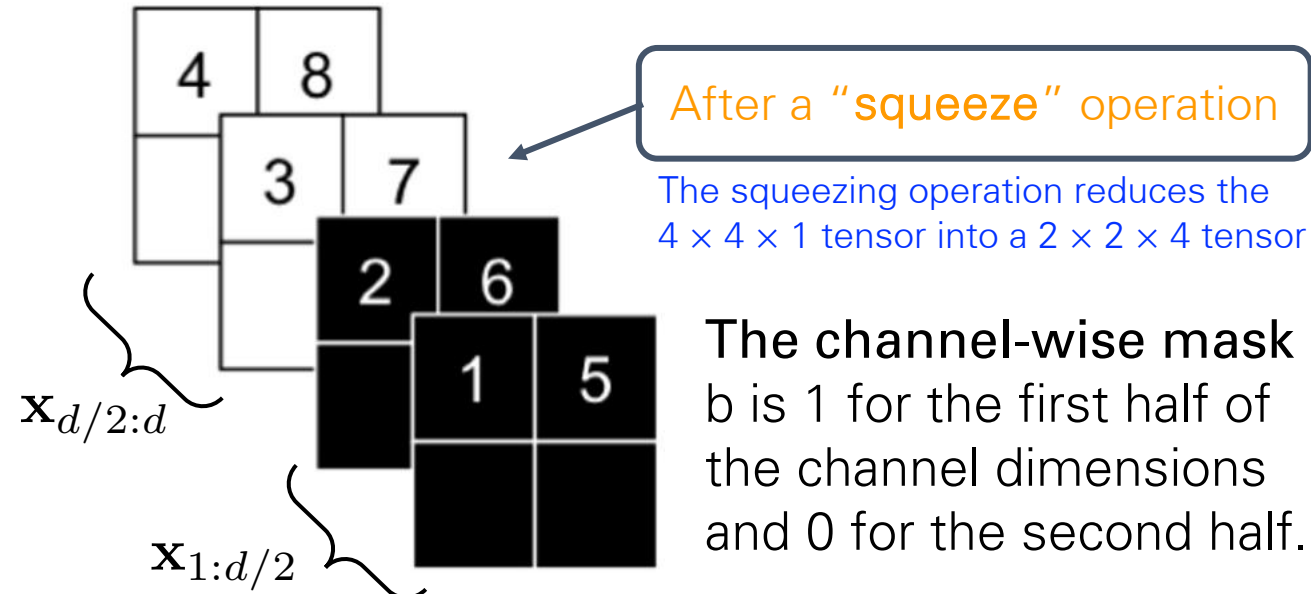 4 8
After a “squeeze” operation
3 7
The squeezing operation reduces the
4 × 4 × 1 tensor into a 2 × 2 × 4 tensor
2 6
The channel-wise mask
1 5
b is 1 for the first half of
x_{d/2:d}
the channel dimensions
and 0 for the second half.
x_{1:d/2}